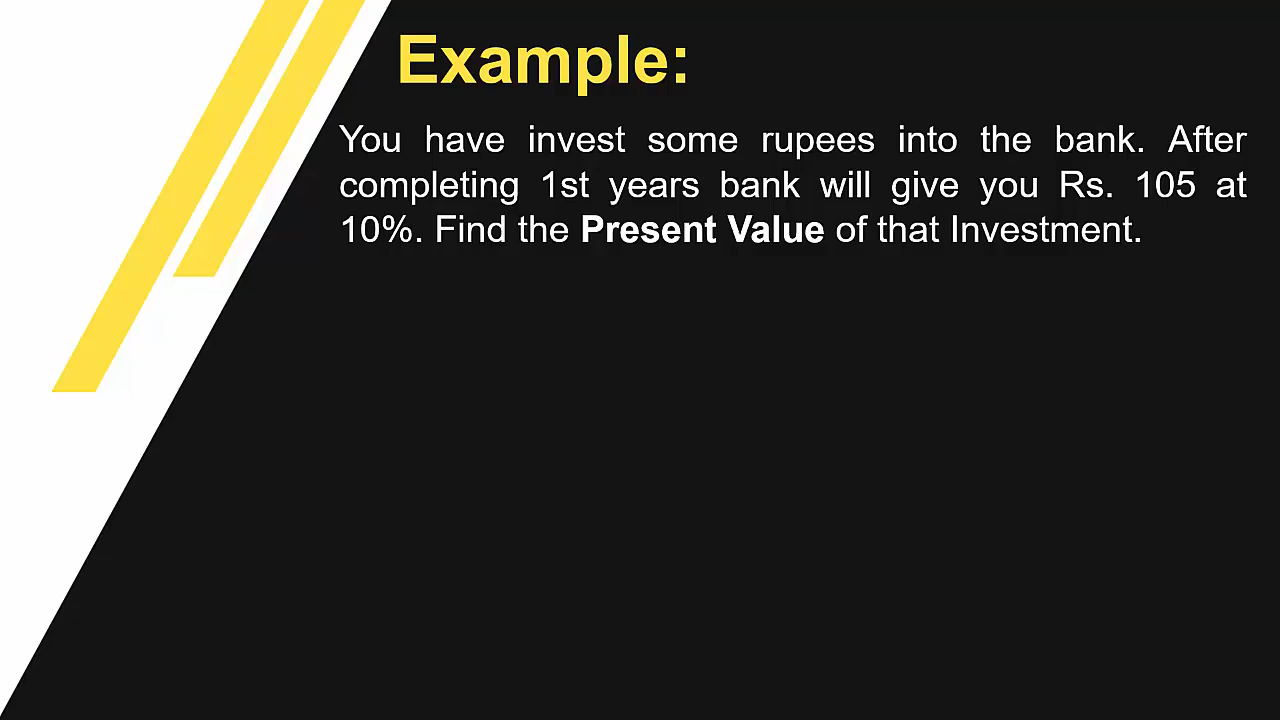 Example:
You have invest some rupees into the bank. After
completing 1st years bank will give you Rs. 105 at
10%. Find the Present Value of that Investment.